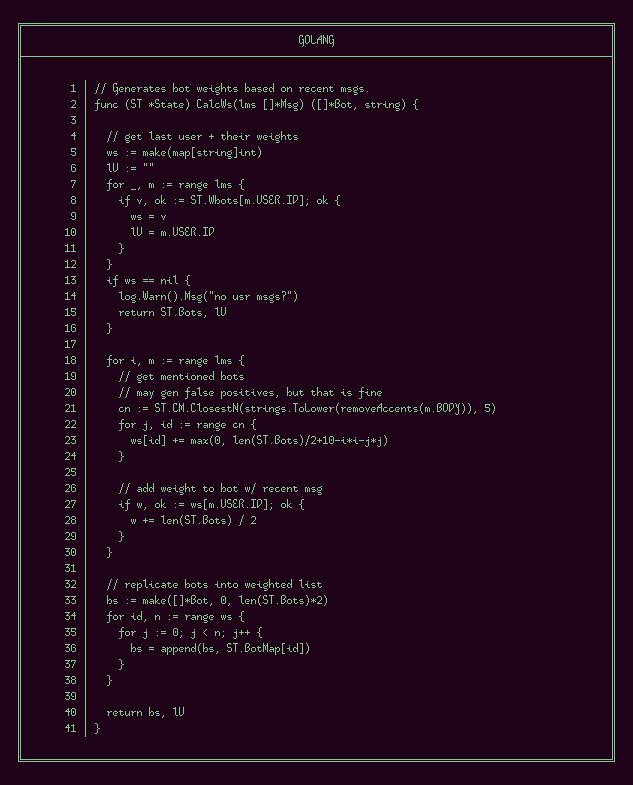 GOLANG
1 // Generates bot weights based on recent msgs.
2 func (ST *State) CalcWs(lms []*Msg) ([]*Bot, string) {
3
4   // get last user + their weights
5   ws := make(map[string]int)
6   lU := ""
7   for _, m := range lms {
8     if v, ok := ST.Wbots[m.USER.ID]; ok {
9       ws = v
10       lU = m.USER.ID
11     }
12   }
13   if ws == nil {
14     log.Warn().Msg("no usr msgs?")
15     return ST.Bots, lU
16   }
17
18   for i, m := range lms {
19     // get mentioned bots
20     // may gen false positives, but that is fine
21     cn := ST.CM.ClosestN(strings.ToLower(removeAccents(m.BODY)), 5)
22     for j, id := range cn {
23       ws[id] += max(0, len(ST.Bots)/2+10-i*i-j*j)
24     }
25
26     // add weight to bot w/ recent msg
27     if w, ok := ws[m.USER.ID]; ok {
28       w += len(ST.Bots) / 2
29     }
30   }
31
32   // replicate bots into weighted list
33   bs := make([]*Bot, 0, len(ST.Bots)*2)
34   for id, n := range ws {
35     for j := 0; j < n; j++ {
36       bs = append(bs, ST.BotMap[id])
37     }
38   }
39
40   return bs, lU
41 }